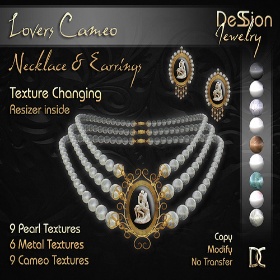 Lovers Cameo
Necklace & Earrings
DeSion
Jewelry
Texture Changing
Resizer inside
9 Pearl Textures
6 Metal Textures
9 Cameo Textures
Copy
Modify
No Transfer